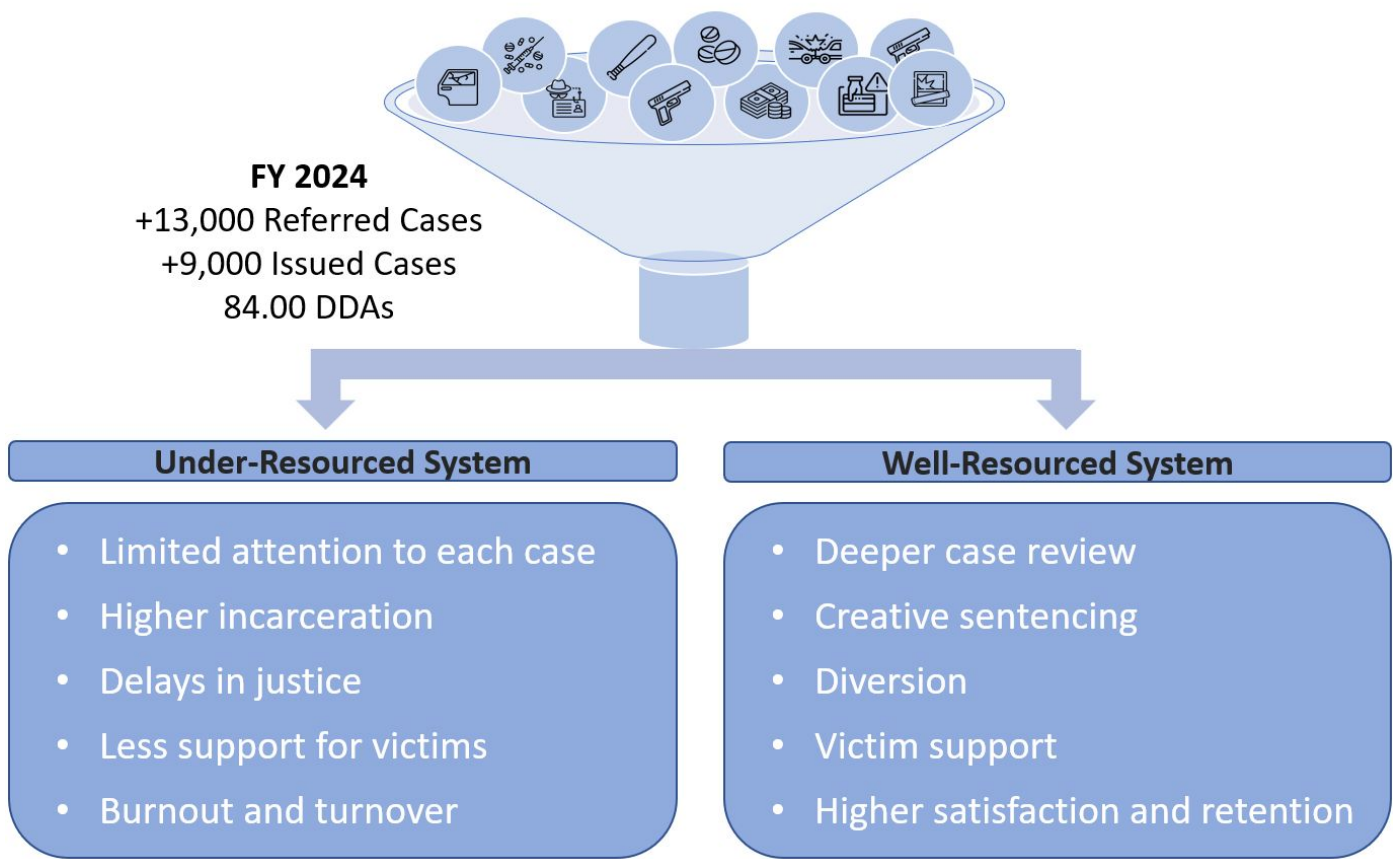 FY 2024
+13,000 Referred Cases
+9,000 Issued Cases
84.00 DDAs
Under-Resourced System
• Limited attention to each case
• Higher incarceration
• Delays in justice
• Less support for victims
• Burnout and turnover
Well-Resourced System
• Deeper case review
• Creative sentencing
• Diversion
• Victim support
• Higher satisfaction and retention